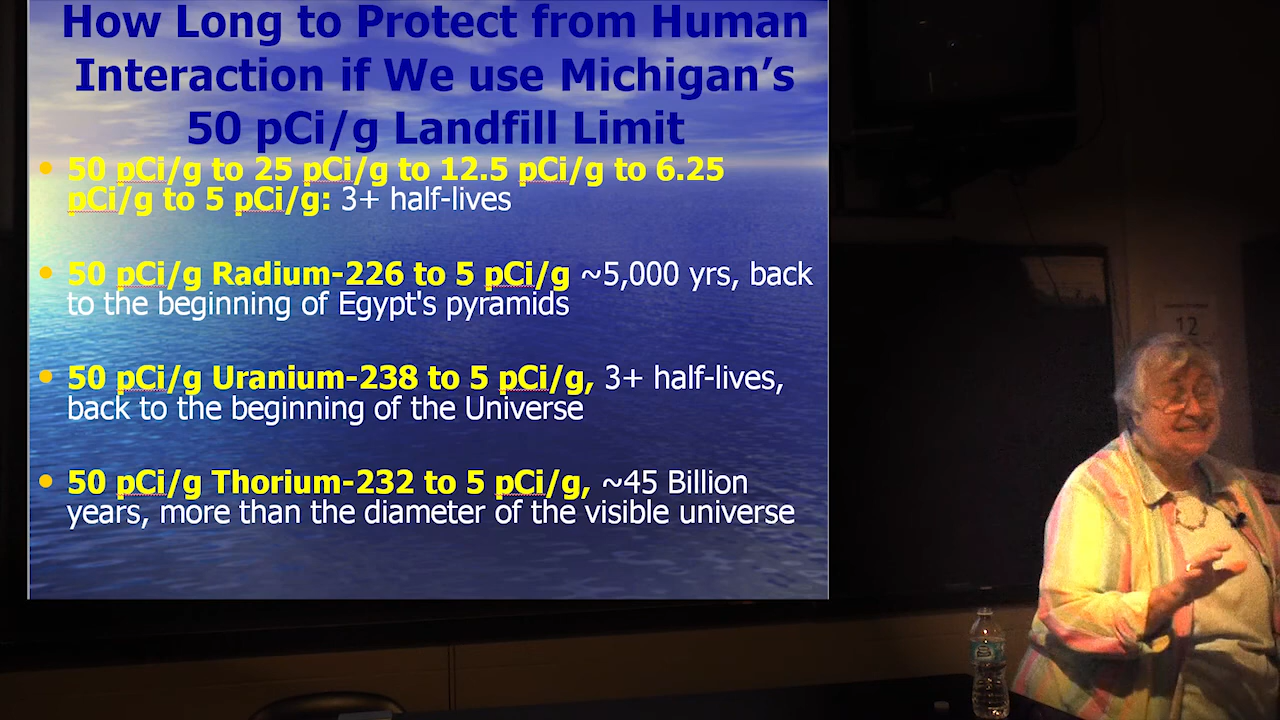 How Long to Protect from Human
Interaction if We use Michigan’s
50 pCi/g Landfill Limit
• 50 pCi/g to 25 pCi/g to 12.5 pCi/g to 6.25
pCi/g to 5 pCi/g: 3+ half-lives
• 50 pCi/g Radium-226 to 5 pCi/g ~5,000 yrs, back
to the beginning of Egypt's pyramids
• 50 pCi/g Uranium-238 to 5 pCi/g, 3+ half-lives,
back to the beginning of the Universe
• 50 pCi/g Thorium-232 to 5 pCi/g, ~45 Billion
years, more than the diameter of the visible universe
12